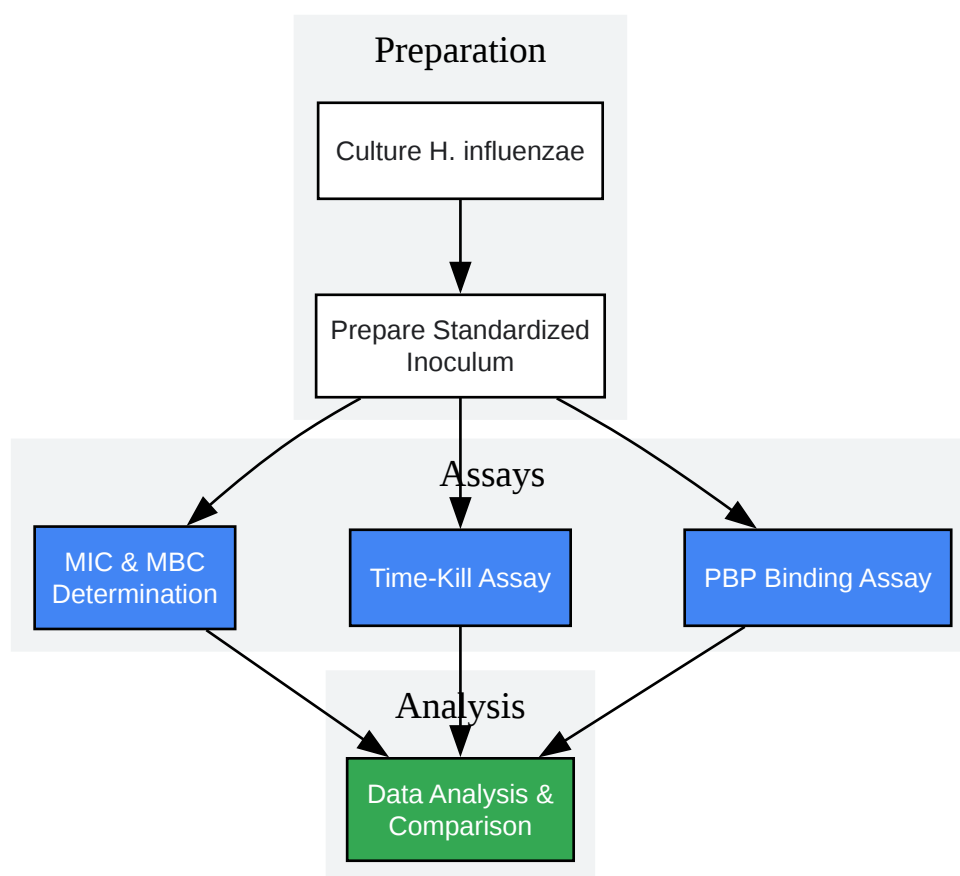 Preparation
Culture H. influenzae
Prepare Standardized
Inoculum
Assays
MIC & MBC
Determination
Time-Kill Assay
PBP Binding Assay
Analysis
Data Analysis &
Comparison